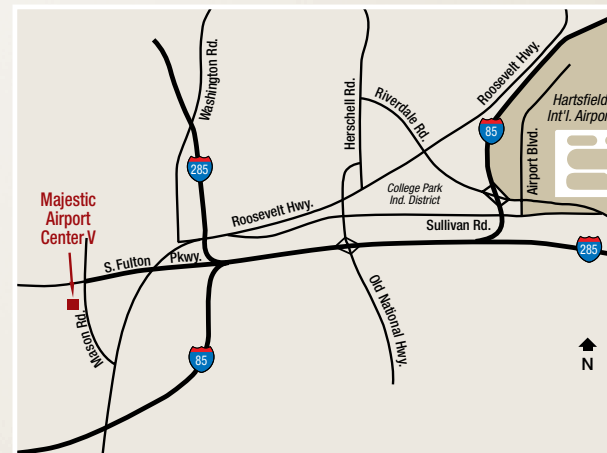 Washington Rd.
Herschell Rd.
Riverdale Rd.
Roosevelt Hwy.
Hartsfield
Int'l. Airpor
85
Airport Blvd.
285
College Park
Ind. District
Majestic
Airport
Center V
Roosevelt Hwy.
Sullivan Rd.
S. Fulton Pkwy.
285
Mason Rd.
Old National Hwy.
85
N